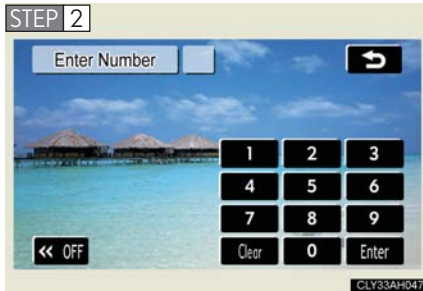 STEP 2
Enter Number
1 2 3
4 5 6
7 8 9
<< OFF Clear 0 Enter
CLY33AH047